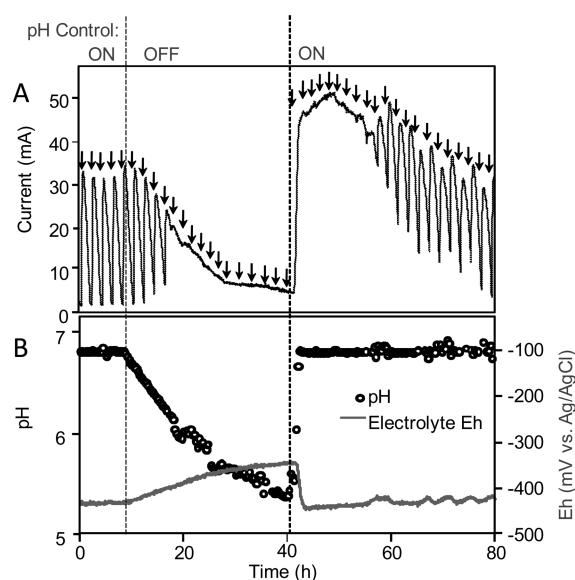 pH Control:
ON OFF ON
A
Current (mA)
50
40
30
20
10
0
B
pH
7
6
5
pH
Electrolyte Eh
-100
-200
-300
-400
-500
Eh (mV vs. Ag/AgCl)
0 20 40 60 80
Time (h)